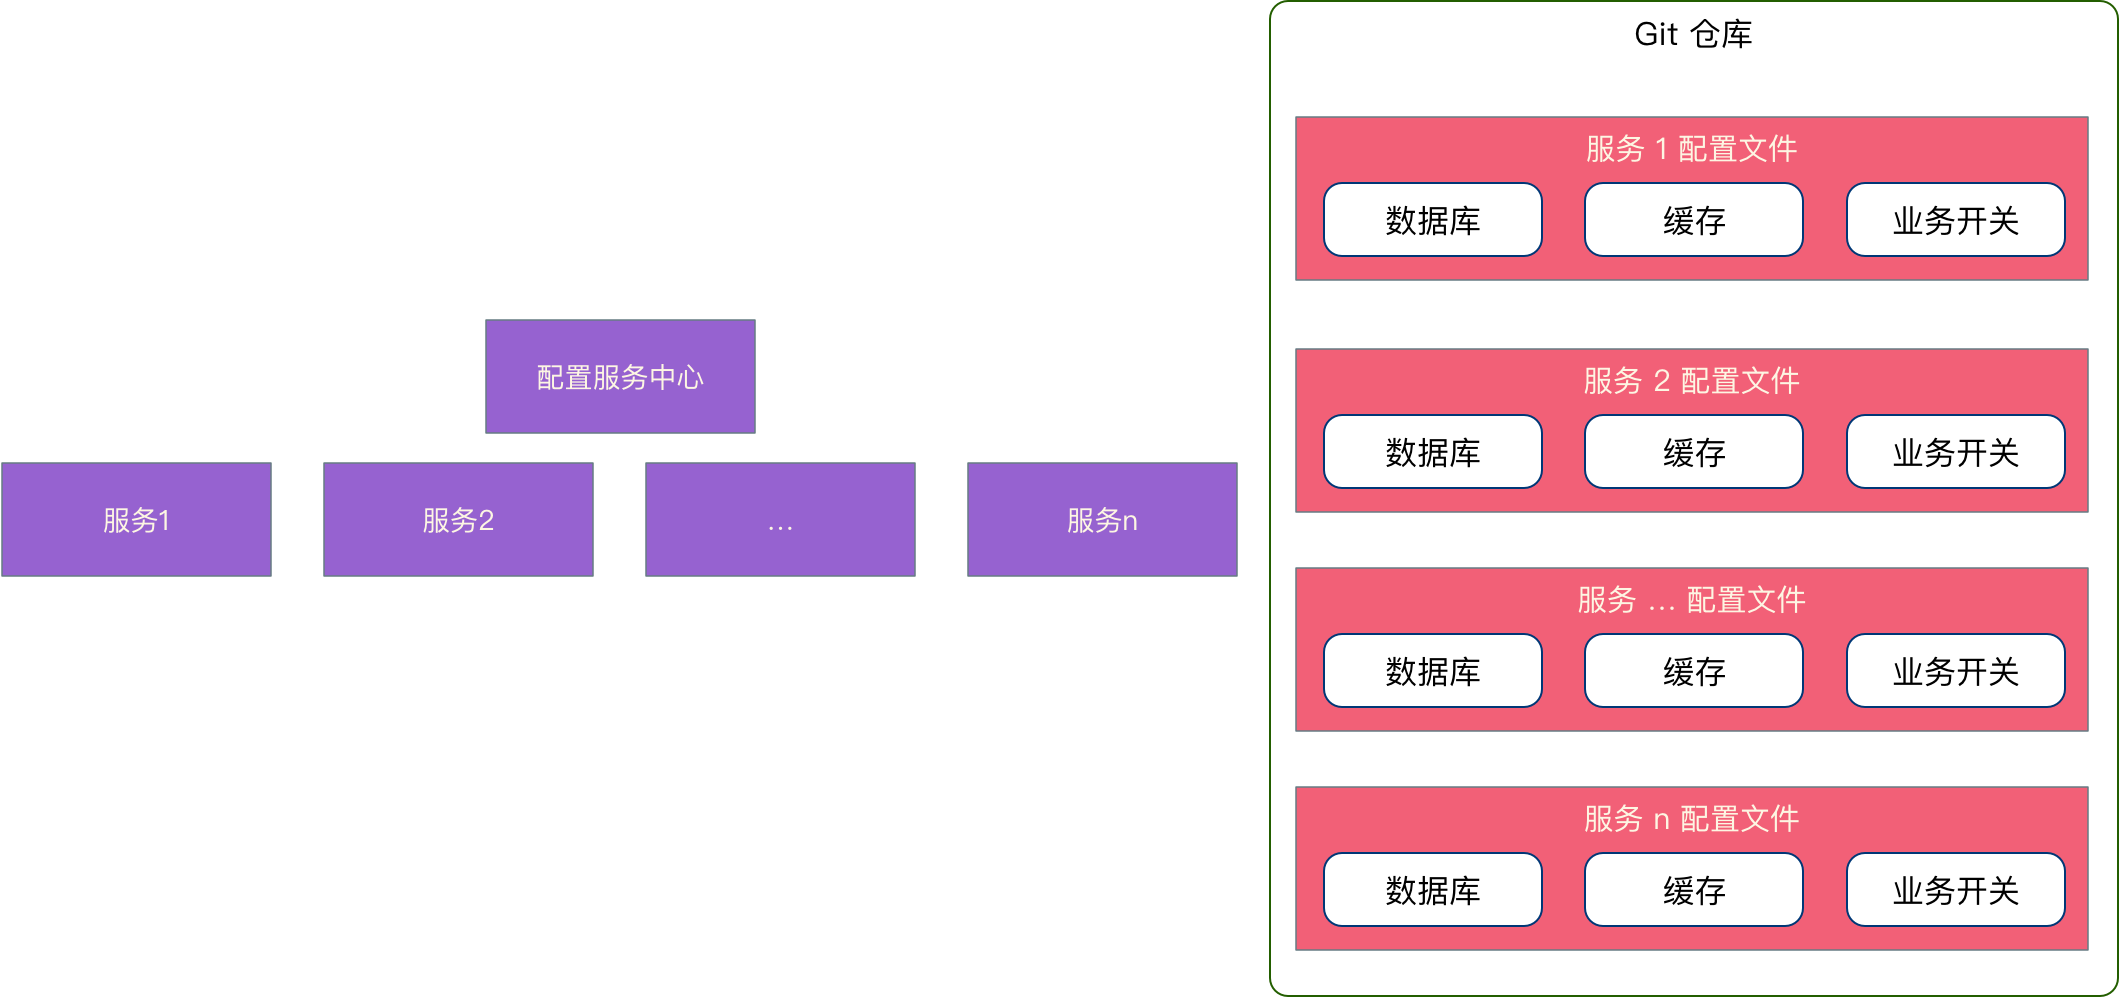 配置服务中心
服务1
服务2
...
服务n
Git 仓库
服务 1 配置文件
数据库
缓存
业务开关
服务 2 配置文件
数据库
缓存
业务开关
服务 ... 配置文件
数据库
缓存
业务开关
服务 n 配置文件
数据库
缓存
业务开关